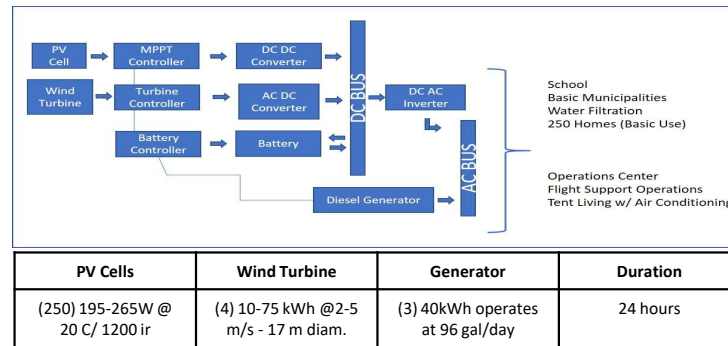 PV
Cell
MPPT
Controller
DC DC
Converter
Wind
Turbine
Turbine
Controller
AC DC
Converter
DC BUS
DC AC
Inverter
Battery
Controller
Battery
Diesel Generator
AC BUS
School
Basic Municipalities
Water Filtration
250 Homes (Basic Use)
Operations Center
Flight Support Operations
Tent Living w/ Air Conditioning
PV Cells
Wind Turbine
Generator
Duration
(250) 195-265W @
20 C/ 1200 ir
(4) 10-75 kWh @2-5
m/s - 17 m diam.
(3) 40kWh operates
at 96 gal/day
24 hours